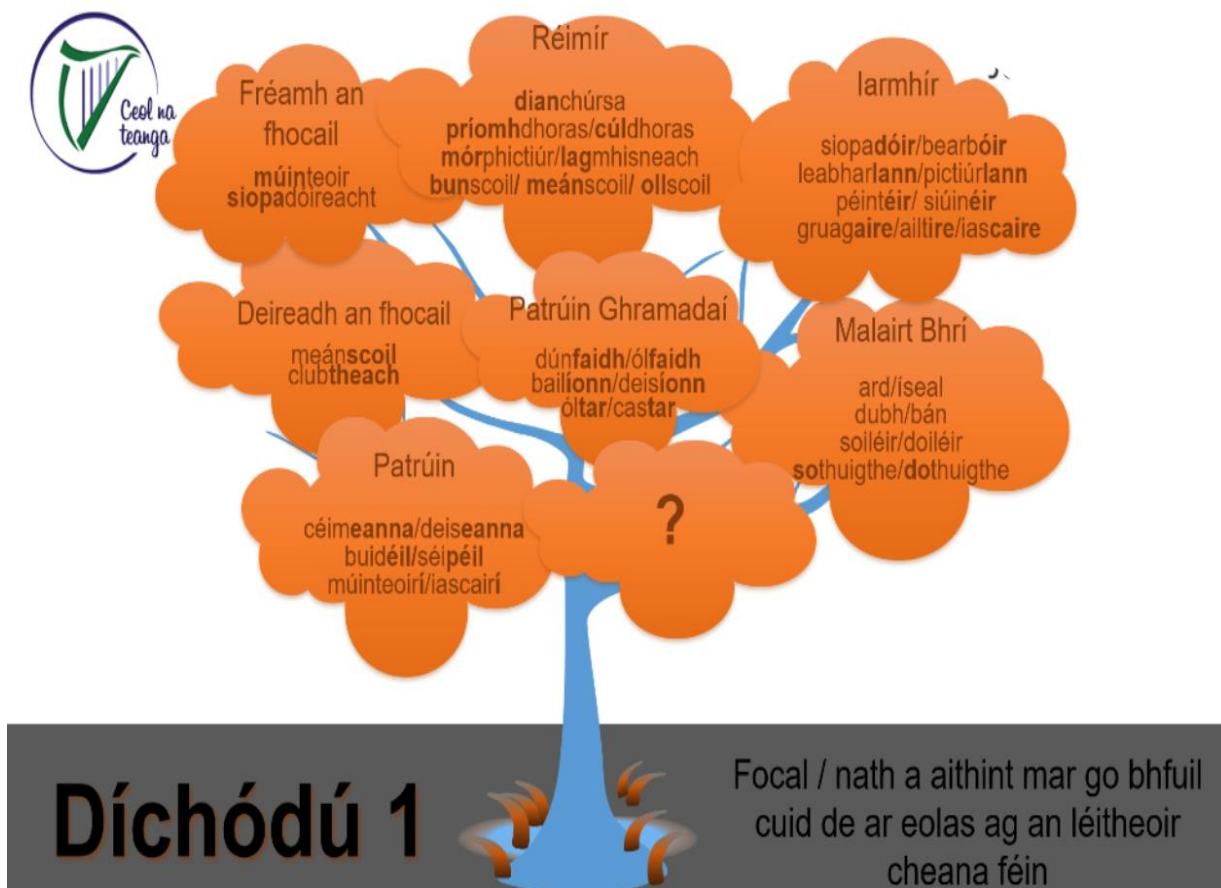 Ceol na
teanga
Fréamh an
fhocail
múinteoir
siopadoireacht
Réimír
dianchúrsa
príomhdhoras/cúldhoras
mórphictiúr/lagmhisneach
bunscoil/ meánscoil/ ollscoil
Iarmhír
siopadóir/bearbóir
leabharlann/pictiúrlann
péintéir/ siúinéir
gruagaire/ailtire/iascaire
Deireadh an fhocail
meánscoil
clubtheach
Patrúin Ghramadaí
dúnfaidh/ólfaidh
bailíonn/deisíonn
óltar/castar
Malairt Bhrí
ard/íseal
dubh/bán
soiléir/doiléir
sothuigthe/dothuigthe
Patrúin
céimeanna/deiseanna
buidéil/séipéil
múinteoirí/iascairí
?
Díchódú 1
Focal / nath a aithint mar go bhfuil
cuid de ar eolas ag an léitheoir
cheana féin